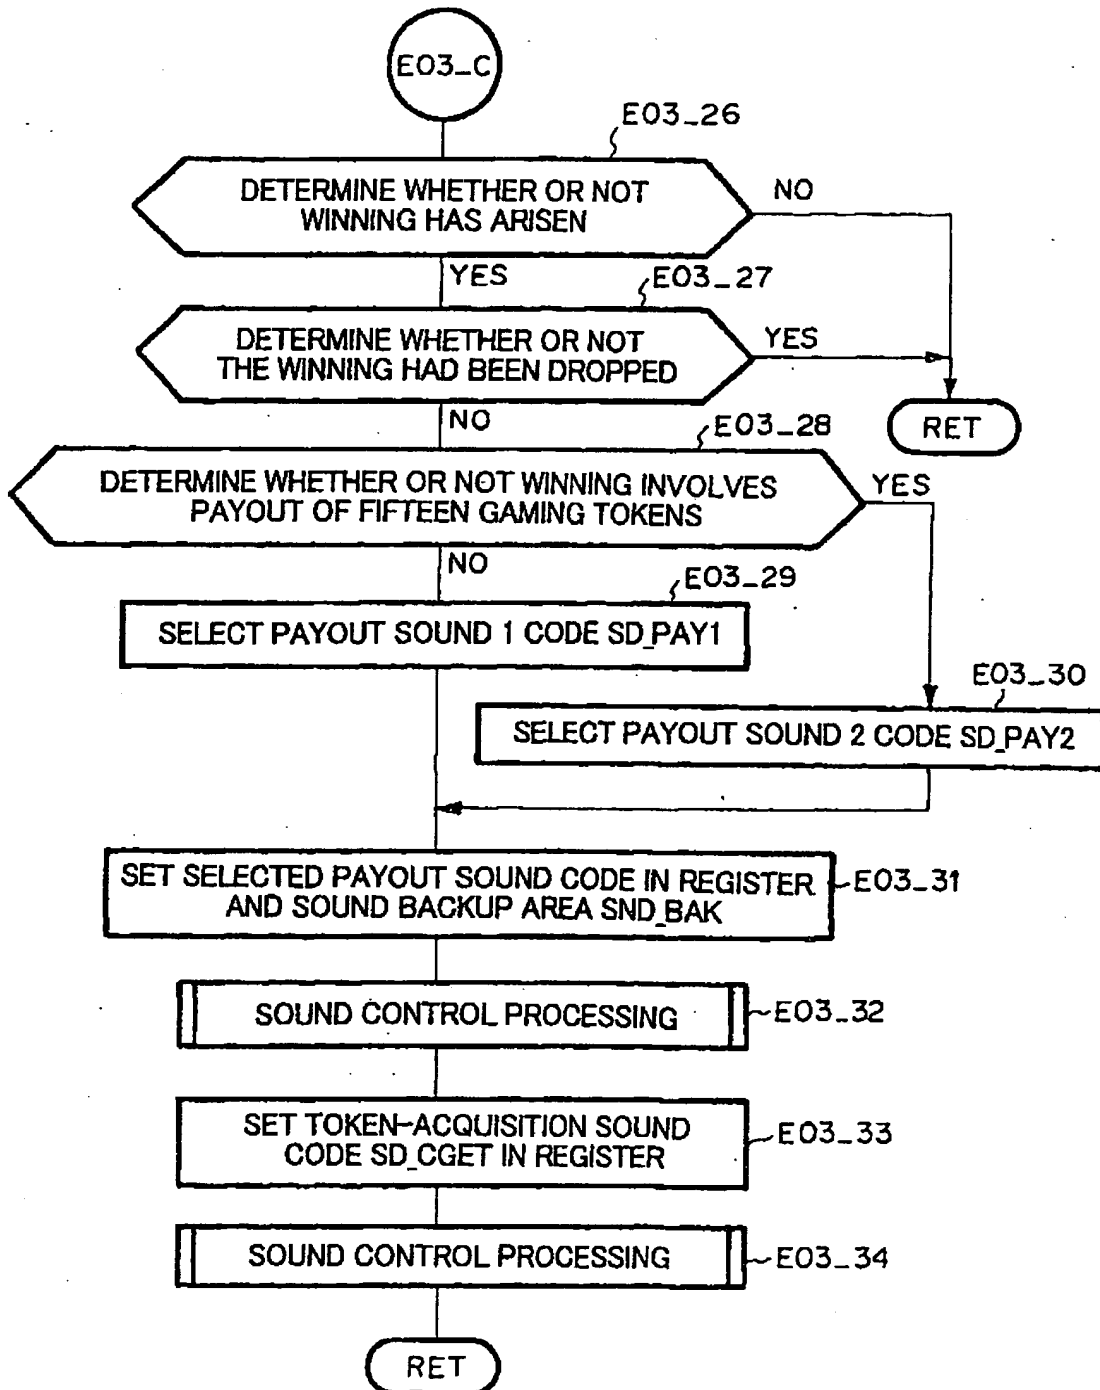 E03_C
E03_26
DETERMINE WHETHER OR NOT
WINNING HAS ARISEN
NO
YES
E03_27
DETERMINE WHETHER OR NOT
THE WINNING HAD BEEN DROPPED
YES
RET
NO
E03_28
DETERMINE WHETHER OR NOT WINNING INVOLVES
PAYOUT OF FIFTEEN GAMING TOKENS
YES
NO
E03_29
SELECT PAYOUT SOUND 1 CODE SD_PAY1
E03_30
SELECT PAYOUT SOUND 2 CODE SD_PAY2
SET SELECTED PAYOUT SOUND CODE IN REGISTER
AND SOUND BACKUP AREA SND_BAK
E03_31
SOUND CONTROL PROCESSING
E03_32
SET TOKEN-ACQUISITION SOUND
CODE SD_CGET IN REGISTER
E03_33
SOUND CONTROL PROCESSING
E03_34
RET